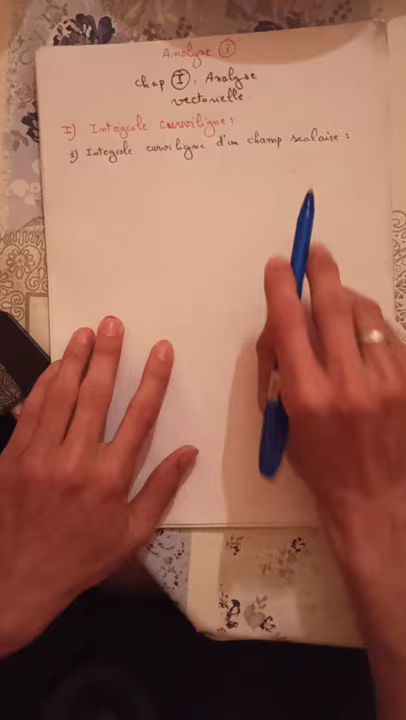 Analyse ③
Chap Ⅰ : Analyse
vectorielle.
I) Intégrale curviligne :
1) Intégrale curviligne d'un champ scalaire :